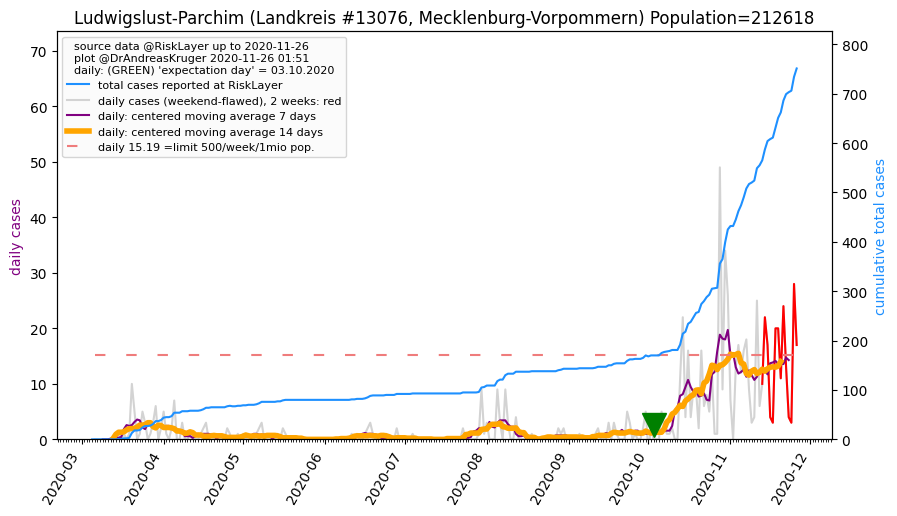 Ludwigslust-Parchim (Landkreis #13076, Mecklenburg-Vorpommern) Population=212618
source data @RiskLayer up to 2020-11-26
plot @DrAndreasKruger 2020-11-26 01:51
daily: (GREEN) 'expectation day' = 03.10.2020
total cases reported at RiskLayer
daily cases (weekend-flawed), 2 weeks: red
daily: centered moving average 7 days
daily: centered moving average 14 days
daily 15.19 =limit 500/week/1mio pop.
daily cases
70
60
50
40
30
20
10
0
cumulative total cases
800
700
600
500
400
300
200
100
0
2020-03
2020-04
2020-05
2020-06
2020-07
2020-08
2020-09
2020-10
2020-11
2020-12